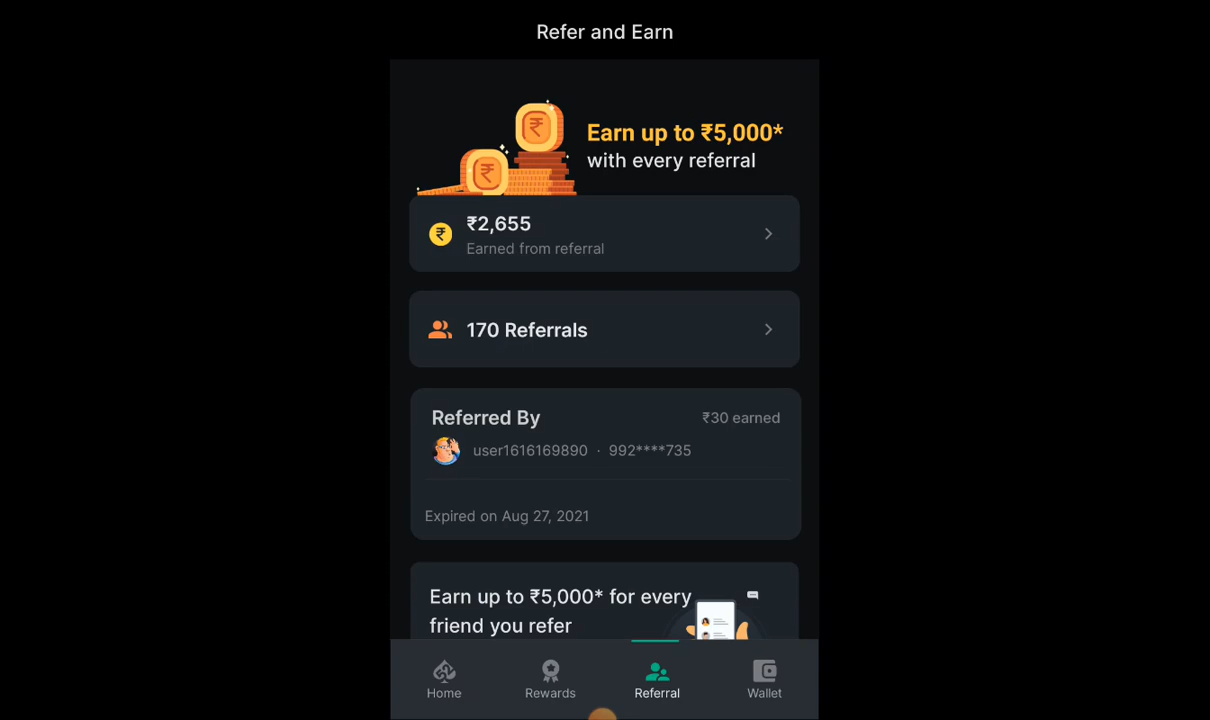 Refer and Earn
Earn up to ₹5,000*
with every referral
₹2,655
Earned from referral
170 Referrals
Referred By
₹30 earned
user1616169890 · 992****735
Expired on Aug 27, 2021
Earn up to ₹5,000* for every
friend you refer
Home
Rewards
Referral
Wallet